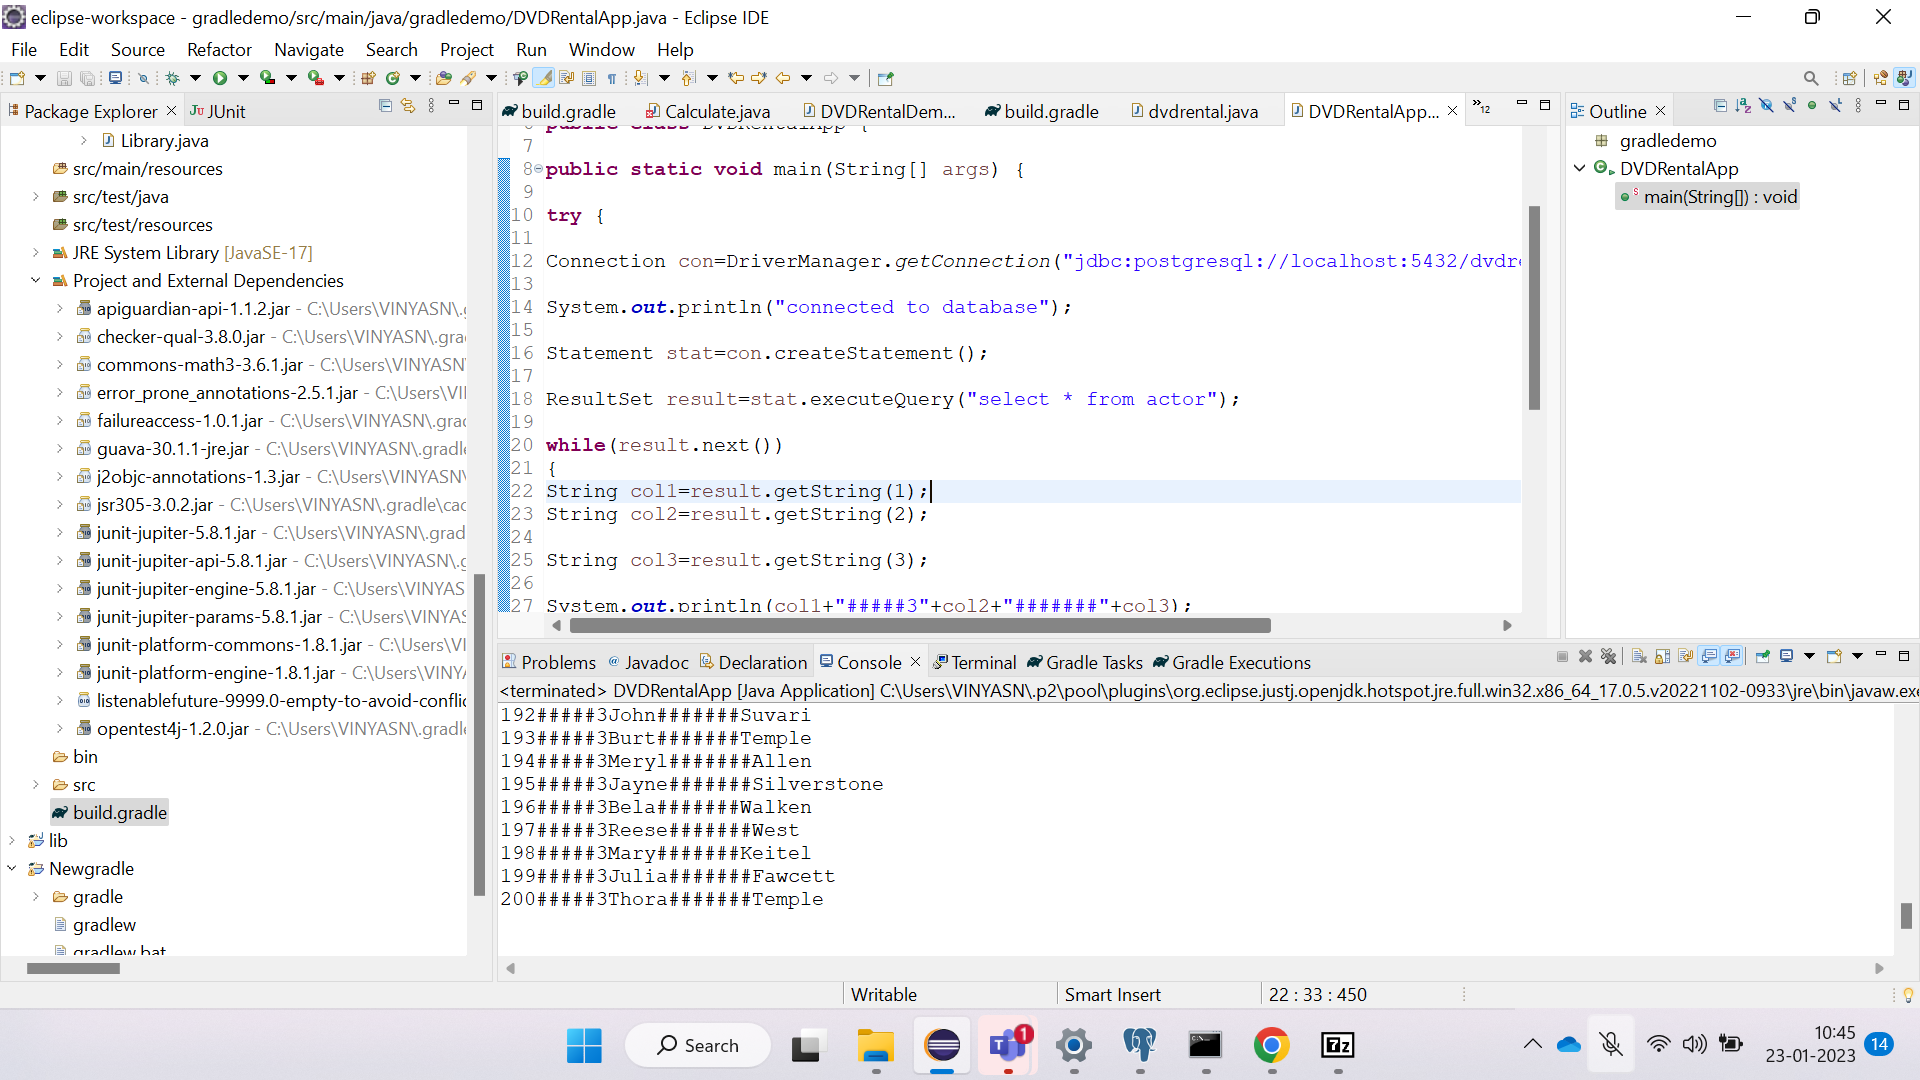 eclipse-workspace - gradledemo/src/main/java/gradledemo/DVDRentalApp.java - Eclipse IDE
File Edit Source Refactor Navigate Search Project Run Window Help
Package Explorer JUnit
Library.java
src/main/resources
src/test/java
src/test/resources
JRE System Library [JavaSE-17]
Project and External Dependencies
apiguardian-api-1.1.2.jar - C:\Users\VINYASN\.
checker-qual-3.8.0.jar - C:\Users\VINYASN\.gra
commons-math3-3.6.1.jar - C:\Users\VINYASN\
error_prone_annotations-2.5.1.jar - C:\Users\VI
failureaccess-1.0.1.jar - C:\Users\VINYASN\.gra
guava-30.1.1-jre.jar - C:\Users\VINYASN\.gradl
j2objc-annotations-1.3.jar - C:\Users\VINYASN\
jsr305-3.0.2.jar - C:\Users\VINYASN\.gradle\cac
junit-jupiter-5.8.1.jar - C:\Users\VINYASN\.grad
junit-jupiter-api-5.8.1.jar - C:\Users\VINYASN\.g
junit-jupiter-engine-5.8.1.jar - C:\Users\VINYAS
junit-jupiter-params-5.8.1.jar - C:\Users\VINYAS
junit-platform-commons-1.8.1.jar - C:\Users\V
junit-platform-engine-1.8.1.jar - C:\Users\VINY
listenablefuture-9999.0-empty-to-avoid-confli
opentest4j-1.2.0.jar - C:\Users\VINYASN\.gradl
bin
src
build.gradle
lib
Newgradle
gradle
gradlew
gradlew.bat
build.gradle Calculate.java DVDRentalDem... build.gradle dvdrental.java DVDRentalApp... »12
6 public class DVDRentalApp {
7
8 public static void main(String[] args) {
9
10 try {
11
12 Connection con=DriverManager.getConnection("jdbc:postgresql://localhost:5432/dvdre
13
14 System.out.println("connected to database");
15
16 Statement stat=con.createStatement();
17
18 ResultSet result=stat.executeQuery("select * from actor");
19
20 while(result.next())
21 {
22 String col1=result.getString(1);
23 String col2=result.getString(2);
24
25 String col3=result.getString(3);
26
27 System.out.println(col1+"#####3"+col2+"#######"+col3);
Outline
gradledemo
DVDRentalApp
main(String[]) : void
Problems Javadoc Declaration Console Terminal Gradle Tasks Gradle Executions
<terminated> DVDRentalApp [Java Application] C:\Users\VINYASN\.p2\pool\plugins\org.eclipse.justj.openjdk.hotspot.jre.full.win32.x86_64_17.0.5.v20221102-0933\jre\bin\javaw.exe
192#####3John#######Suvari
193#####3Burt#######Temple
194#####3Meryl#######Allen
195#####3Jayne#######Silverstone
196#####3Bela#######Walken
197#####3Reese#######West
198#####3Mary#######Keitel
199#####3Julia#######Fawcett
200#####3Thora#######Temple
Writable Smart Insert 22 : 33 : 450
Search
1
7z
10:45
23-01-2023
14